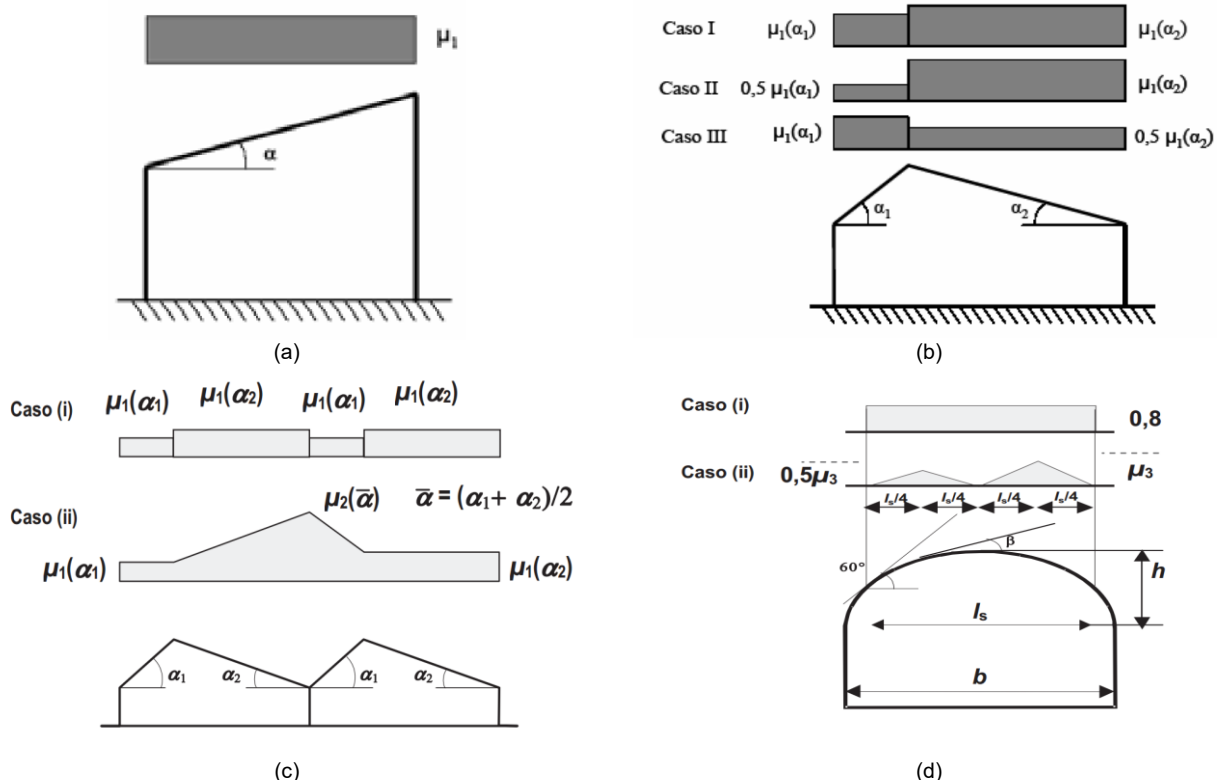 μ₁
α
(a)
Caso I μ₁(α₁) μ₁(α₂)
Caso II 0,5 μ₁(α₁) μ₁(α₂)
Caso III μ₁(α₁) 0,5 μ₁(α₂)
α₁ α₂
(b)
Caso (i) μ₁(α₁) μ₁(α₂) μ₁(α₁) μ₁(α₂)
μ₂(ᾱ) ᾱ = (α₁+ α₂)/2
Caso (ii)
μ₁(α₁) μ₁(α₂)
α₁ α₂ α₁ α₂
(c)
Caso (i) 0,8
Caso (ii) 0,5μ₃ μ₃
lₛ/4 lₛ/4 lₛ/4 lₛ/4
β
60° h
lₛ
b
(d)